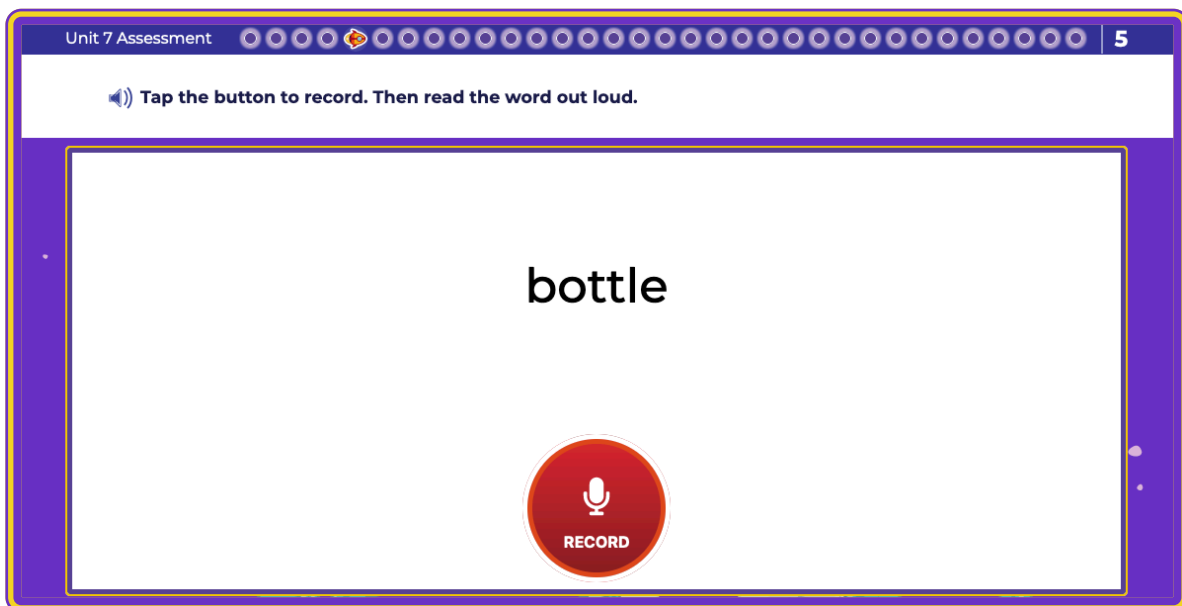 Unit 7 Assessment 5
Tap the button to record. Then read the word out loud.
bottle
RECORD